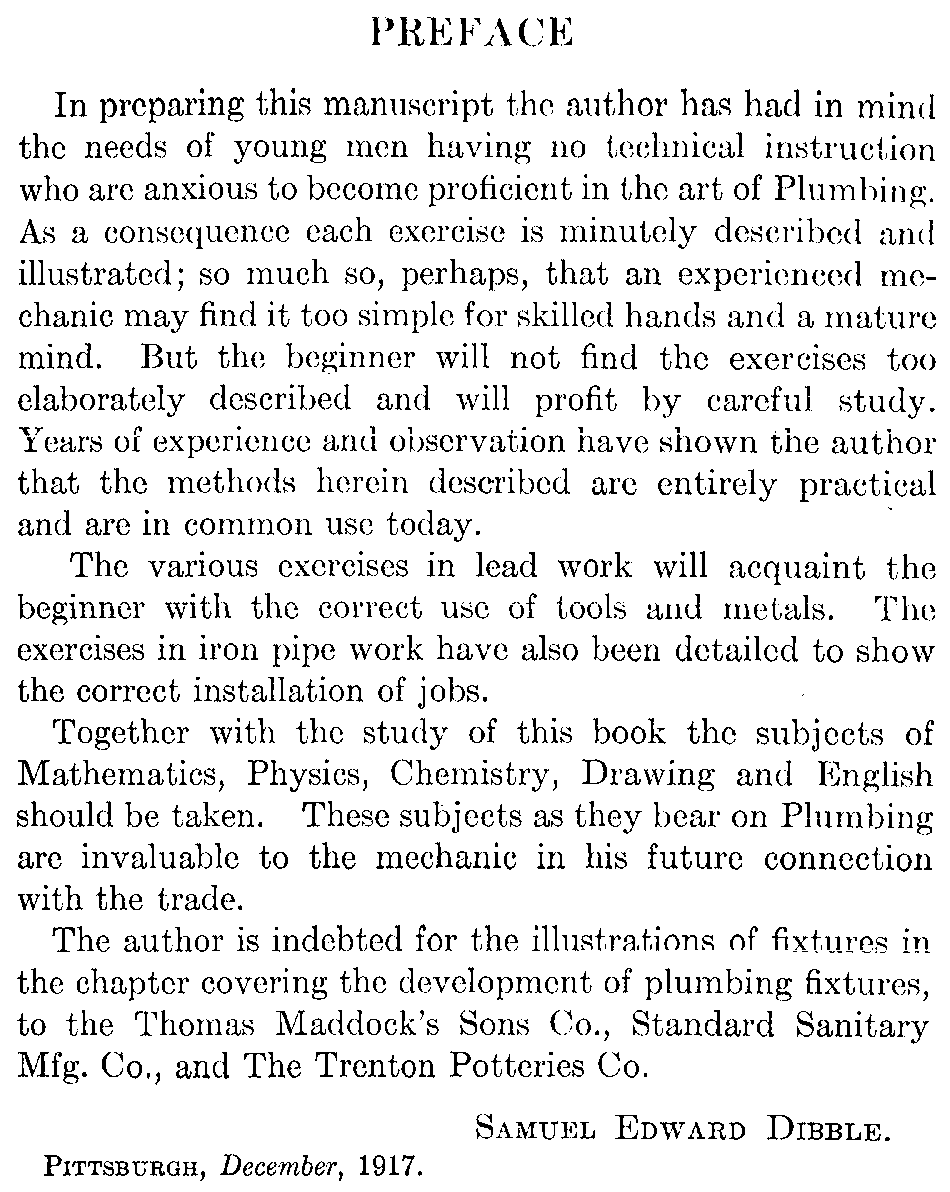 PREFACE
In preparing this manuscript the author has had in mind
the needs of young men having no technical instruction
who are anxious to become proficient in the art of Plumbing.
As a consequence each exercise is minutely described and
illustrated; so much so, perhaps, that an experienced me-
chanic may find it too simple for skilled hands and a mature
mind. But the beginner will not find the exercises too
elaborately described and will profit by careful study.
Years of experience and observation have shown the author
that the methods herein described are entirely practical
and are in common use today.
The various exercises in lead work will acquaint the
beginner with the correct use of tools and metals. The
exercises in iron pipe work have also been detailed to show
the correct installation of jobs.
Together with the study of this book the subjects of
Mathematics, Physics, Chemistry, Drawing and English
should be taken. These subjects as they bear on Plumbing
are invaluable to the mechanic in his future connection
with the trade.
The author is indebted for the illustrations of fixtures in
the chapter covering the development of plumbing fixtures,
to the Thomas Maddock's Sons Co., Standard Sanitary
Mfg. Co., and The Trenton Potteries Co.
SAMUEL EDWARD DIBBLE.
PITTSBURGH, December, 1917.